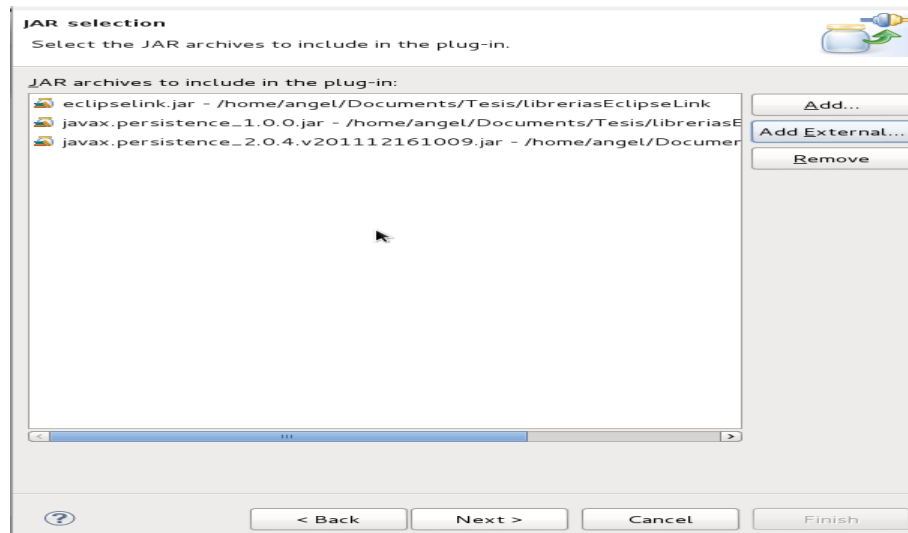 JAR selection
Select the JAR archives to include in the plug-in.
JAR archives to include in the plug-in:
eclipselink.jar - /home/angel/Documents/Tesis/libreriasEclipseLink
javax.persistence_1.0.0.jar - /home/angel/Documents/Tesis/libreriasE
javax.persistence_2.0.4.v201112161009.jar - /home/angel/Documer
Add...
Add External...
Remove
< Back
Next >
Cancel
Finish